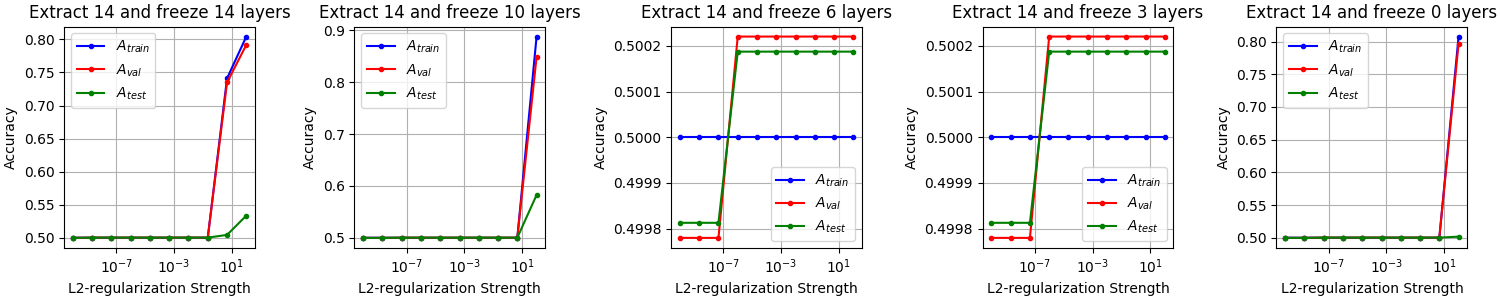 Extract 14 and freeze 14 layers
0.80
0.75
0.70
0.65
0.60
0.55
0.50
Accuracy
A_train
A_val
A_test
10^-7
10^-3
10^1
L2-regularization Strength
Extract 14 and freeze 10 layers
0.9
0.8
0.7
0.6
0.5
Accuracy
A_train
A_val
A_test
10^-7
10^-3
10^1
L2-regularization Strength
Extract 14 and freeze 6 layers
0.5002
0.5001
0.5000
0.4999
0.4998
Accuracy
A_train
A_val
A_test
10^-7
10^-3
10^1
L2-regularization Strength
Extract 14 and freeze 3 layers
0.5002
0.5001
0.5000
0.4999
0.4998
Accuracy
A_train
A_val
A_test
10^-7
10^-3
10^1
L2-regularization Strength
Extract 14 and freeze 0 layers
0.80
0.75
0.70
0.65
0.60
0.55
0.50
Accuracy
A_train
A_val
A_test
10^-7
10^-3
10^1
L2-regularization Strength